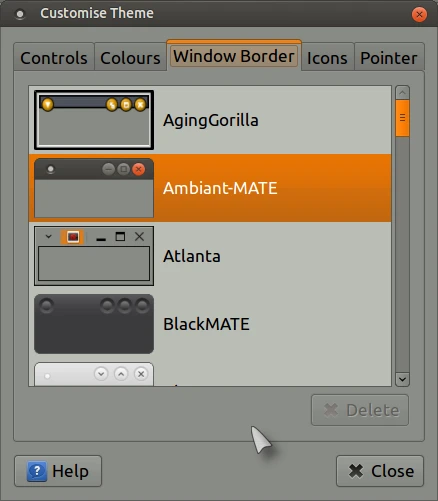 Customise Theme
Controls Colours Window Border Icons Pointer
AgingGorilla
Ambiant-MATE
Atlanta
BlackMATE
Delete
Help Close